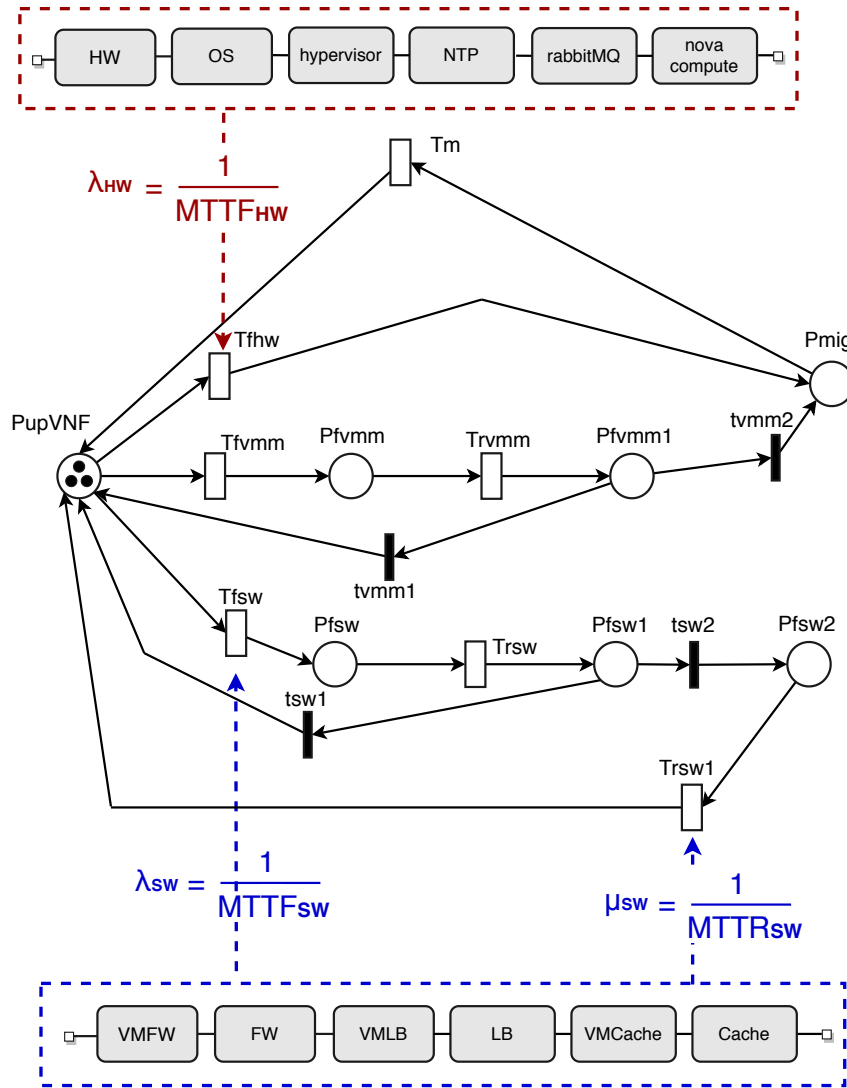 HW OS hypervisor NTP rabbitMQ nova compute
Tm
λHW = 1 / MTTFHW
Tfhw
Pmig
PupVNF
Tfvmm Pfvmm Trvmm Pfvmm1 tvmm2
tvmm1
Tfsw Pfsw Trsw Pfsw1 tsw2 Pfsw2
tsw1
Trsw1
λsw = 1 / MTTFSW
μsw = 1 / MTTRSW
VMFW FW VMLB LB VMCache Cache